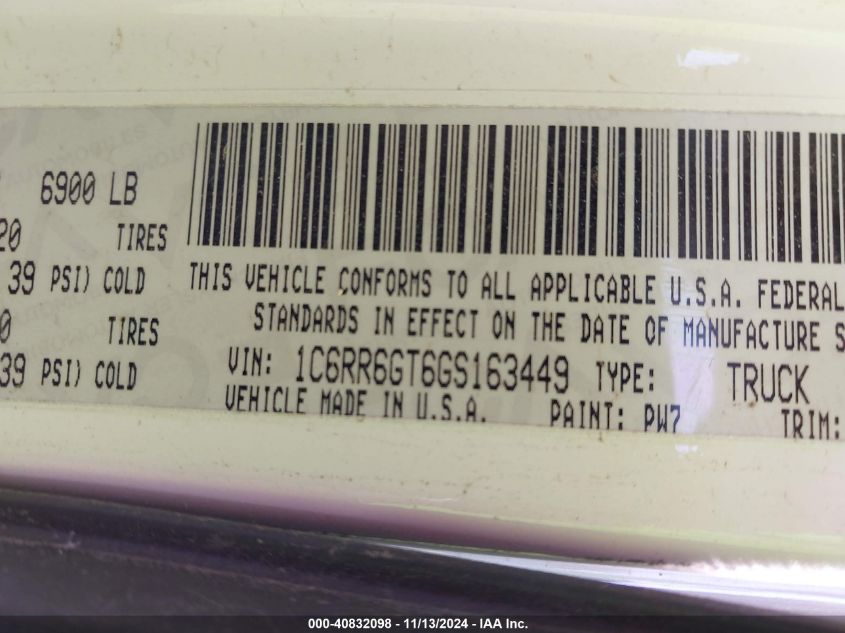 6900 LB
20 TIRES
39 PSI) COLD
0 TIRES
39 PSI) COLD
THIS VEHICLE CONFORMS TO ALL APPLICABLE U.S.A. FEDERAL
STANDARDS IN EFFECT ON THE DATE OF MANUFACTURE S
VIN: 1C6RR6GT6GS163449 TYPE: TRUCK
VEHICLE MADE IN U.S.A. PAINT: PW7 TRIM:
000-40832098 - 11/13/2024 - IAA Inc.